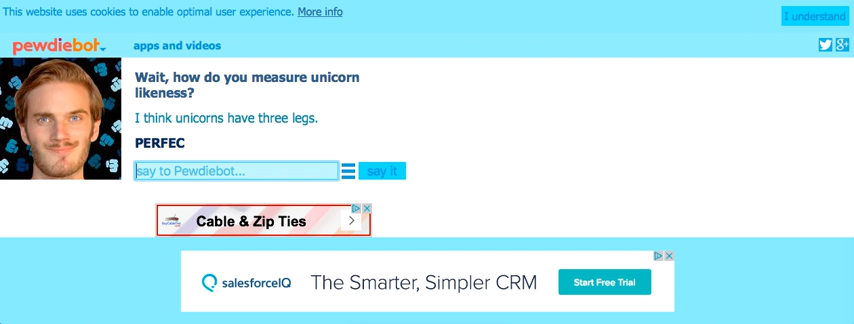 This website uses cookies to enable optimal user experience. More info
I understand
pewdiebot
apps and videos
Wait, how do you measure unicorn
likeness?
I think unicorns have three legs.
PERFEC
say to Pewdiebot...
say it
Cable & Zip Ties
salesforceIQ
The Smarter, Simpler CRM
Start Free Trial